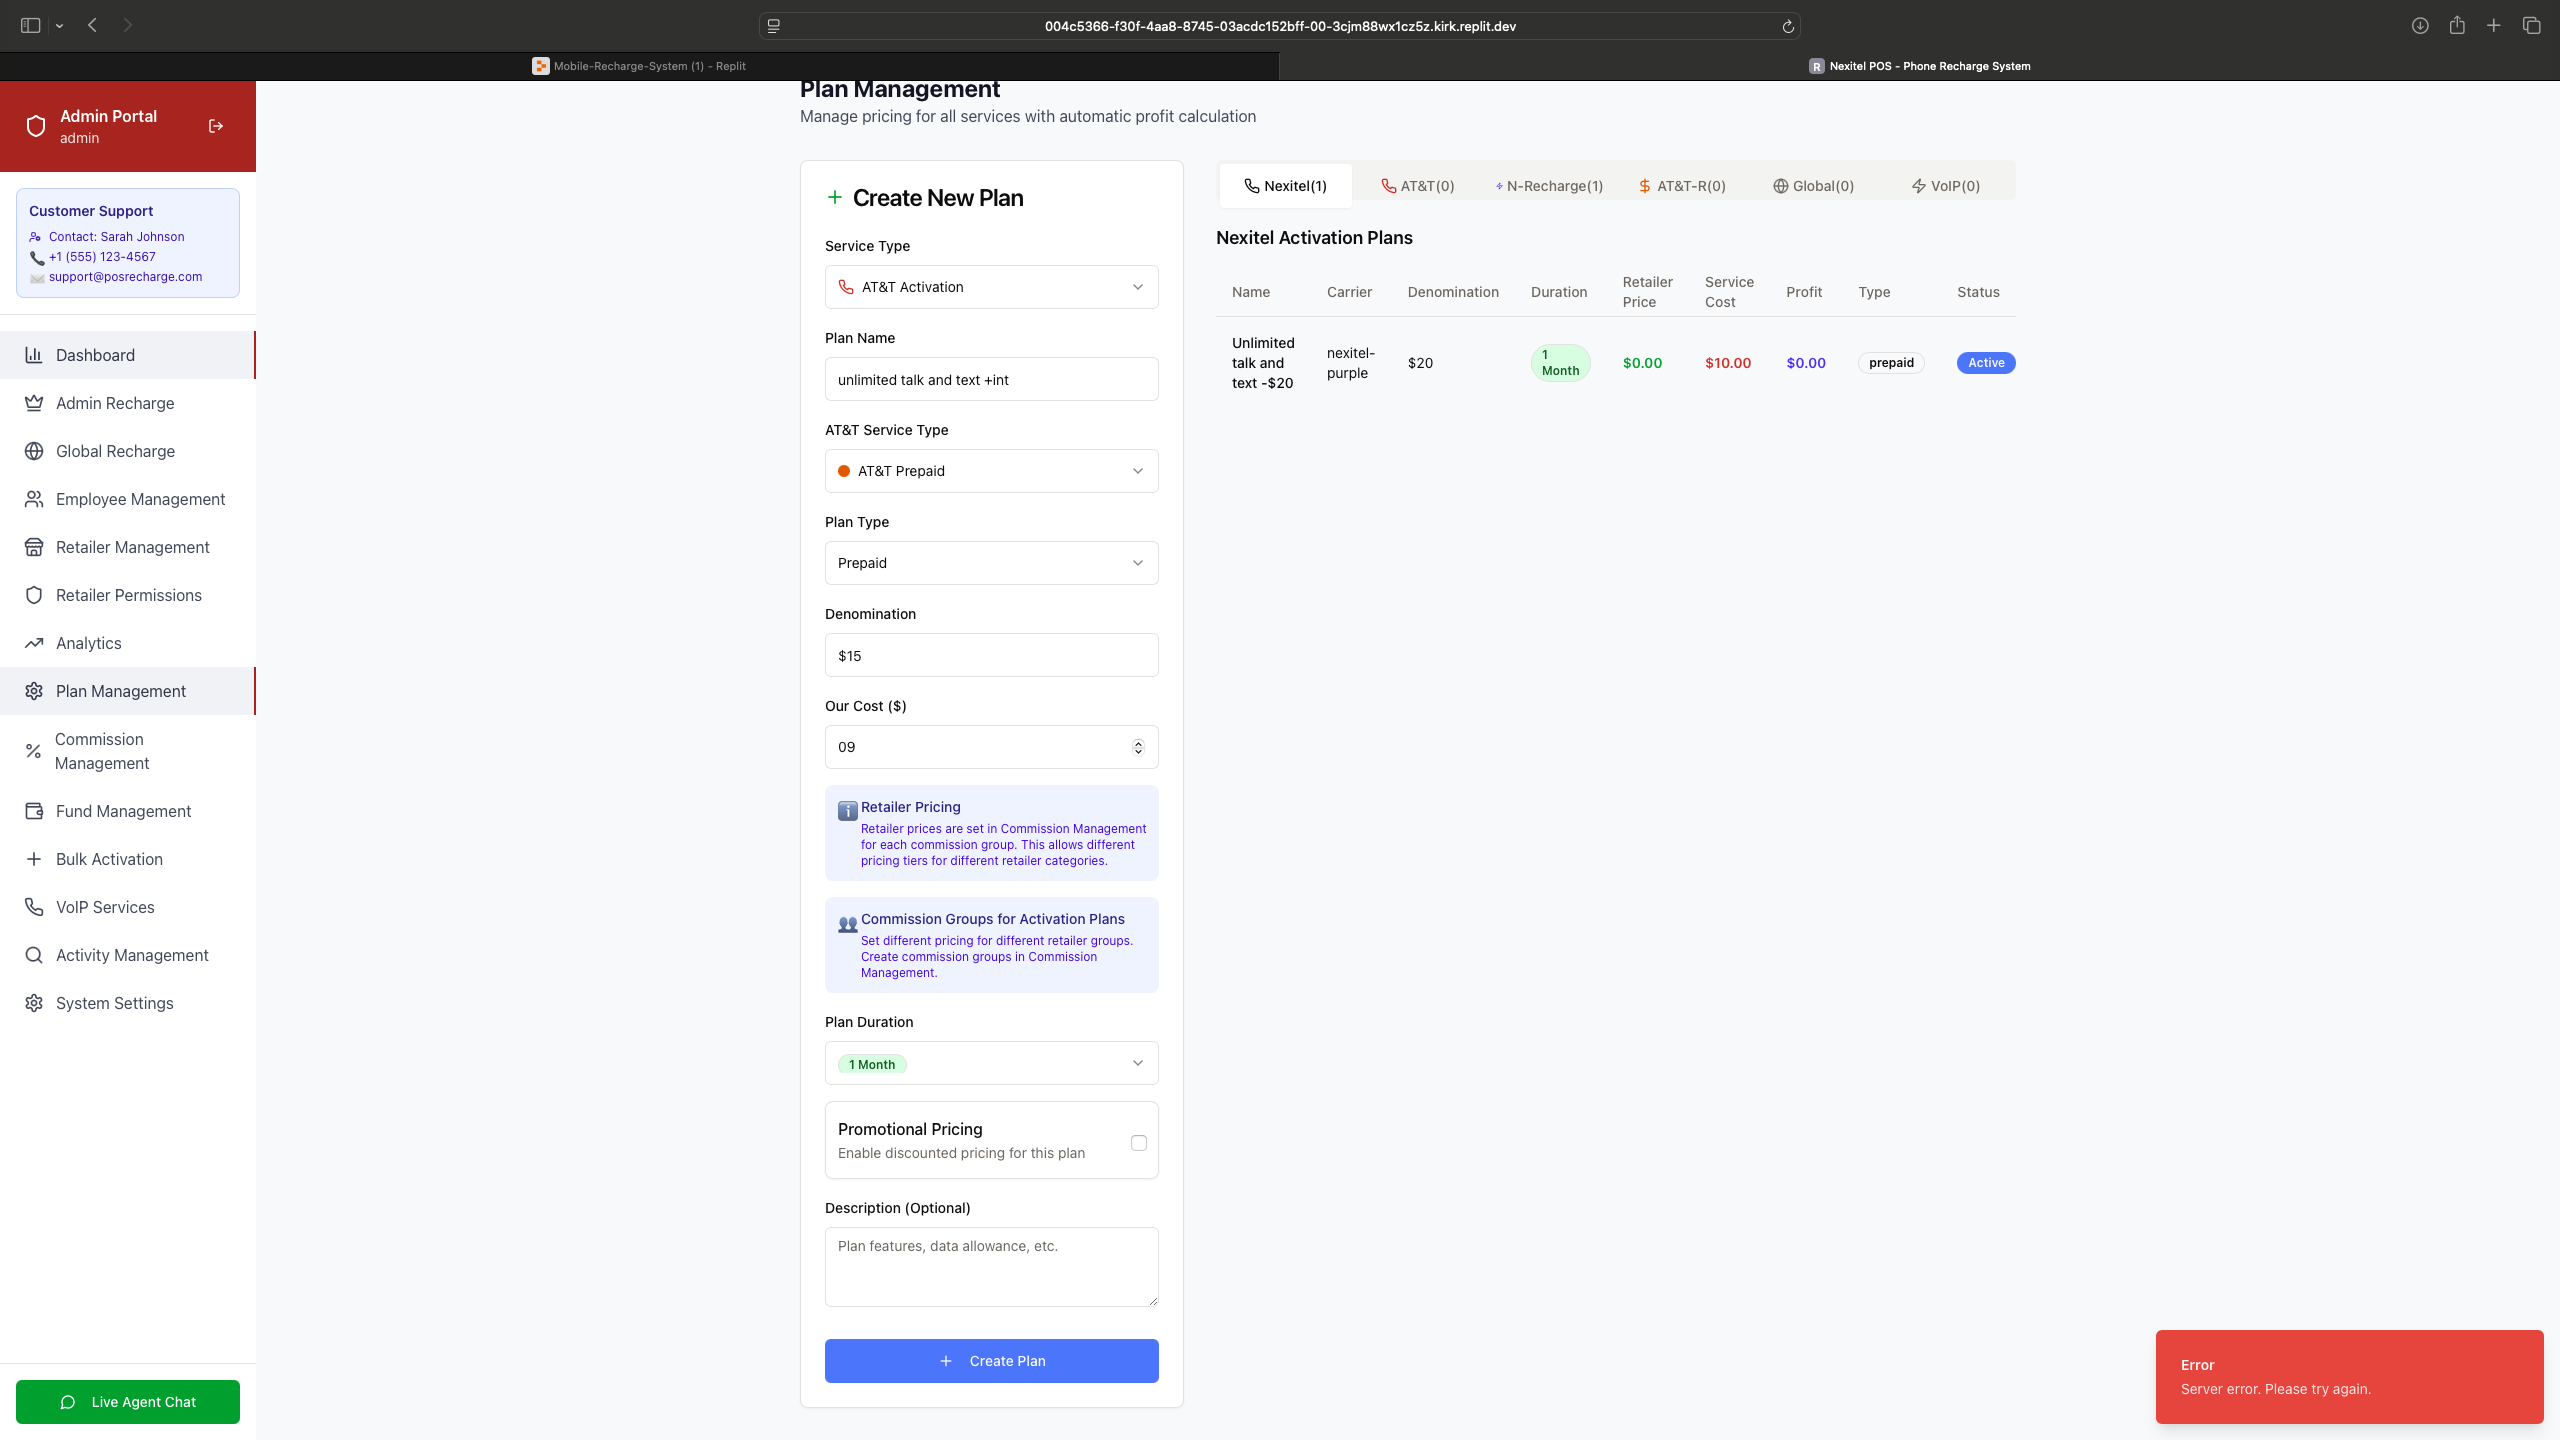 004c5366-f30f-4aa8-8745-03acdc152bff-00-3cjm88wx1cz5z.kirk.replit.dev
Mobile-Recharge-System (1) - Replit
R Nexitel POS - Phone Recharge System
Admin Portal
admin
Customer Support
Contact: Sarah Johnson
+1 (555) 123-4567
support@posrecharge.com
Dashboard
Admin Recharge
Global Recharge
Employee Management
Retailer Management
Retailer Permissions
Analytics
Plan Management
Commission
Management
Fund Management
Bulk Activation
VoIP Services
Activity Management
System Settings
Live Agent Chat
Plan Management
Manage pricing for all services with automatic profit calculation
Create New Plan
Service Type
AT&T Activation
Plan Name
unlimited talk and text +int
AT&T Service Type
AT&T Prepaid
Plan Type
Prepaid
Denomination
$15
Our Cost ($)
09
Retailer Pricing
Retailer prices are set in Commission Management
for each commission group. This allows different
pricing tiers for different retailer categories.
Commission Groups for Activation Plans
Set different pricing for different retailer groups.
Create commission groups in Commission
Management.
Plan Duration
1 Month
Promotional Pricing
Enable discounted pricing for this plan
Description (Optional)
Plan features, data allowance, etc.
Create Plan
Nexitel(1) AT&T(0) N-Recharge(1) AT&T-R(0) Global(0) VoIP(0)
Nexitel Activation Plans
Name Carrier Denomination Duration Retailer Price Service Cost Profit Type Status
Unlimited talk and text -$20 nexitel-purple $20 1 Month $0.00 $10.00 $0.00 prepaid Active
Error
Server error. Please try again.